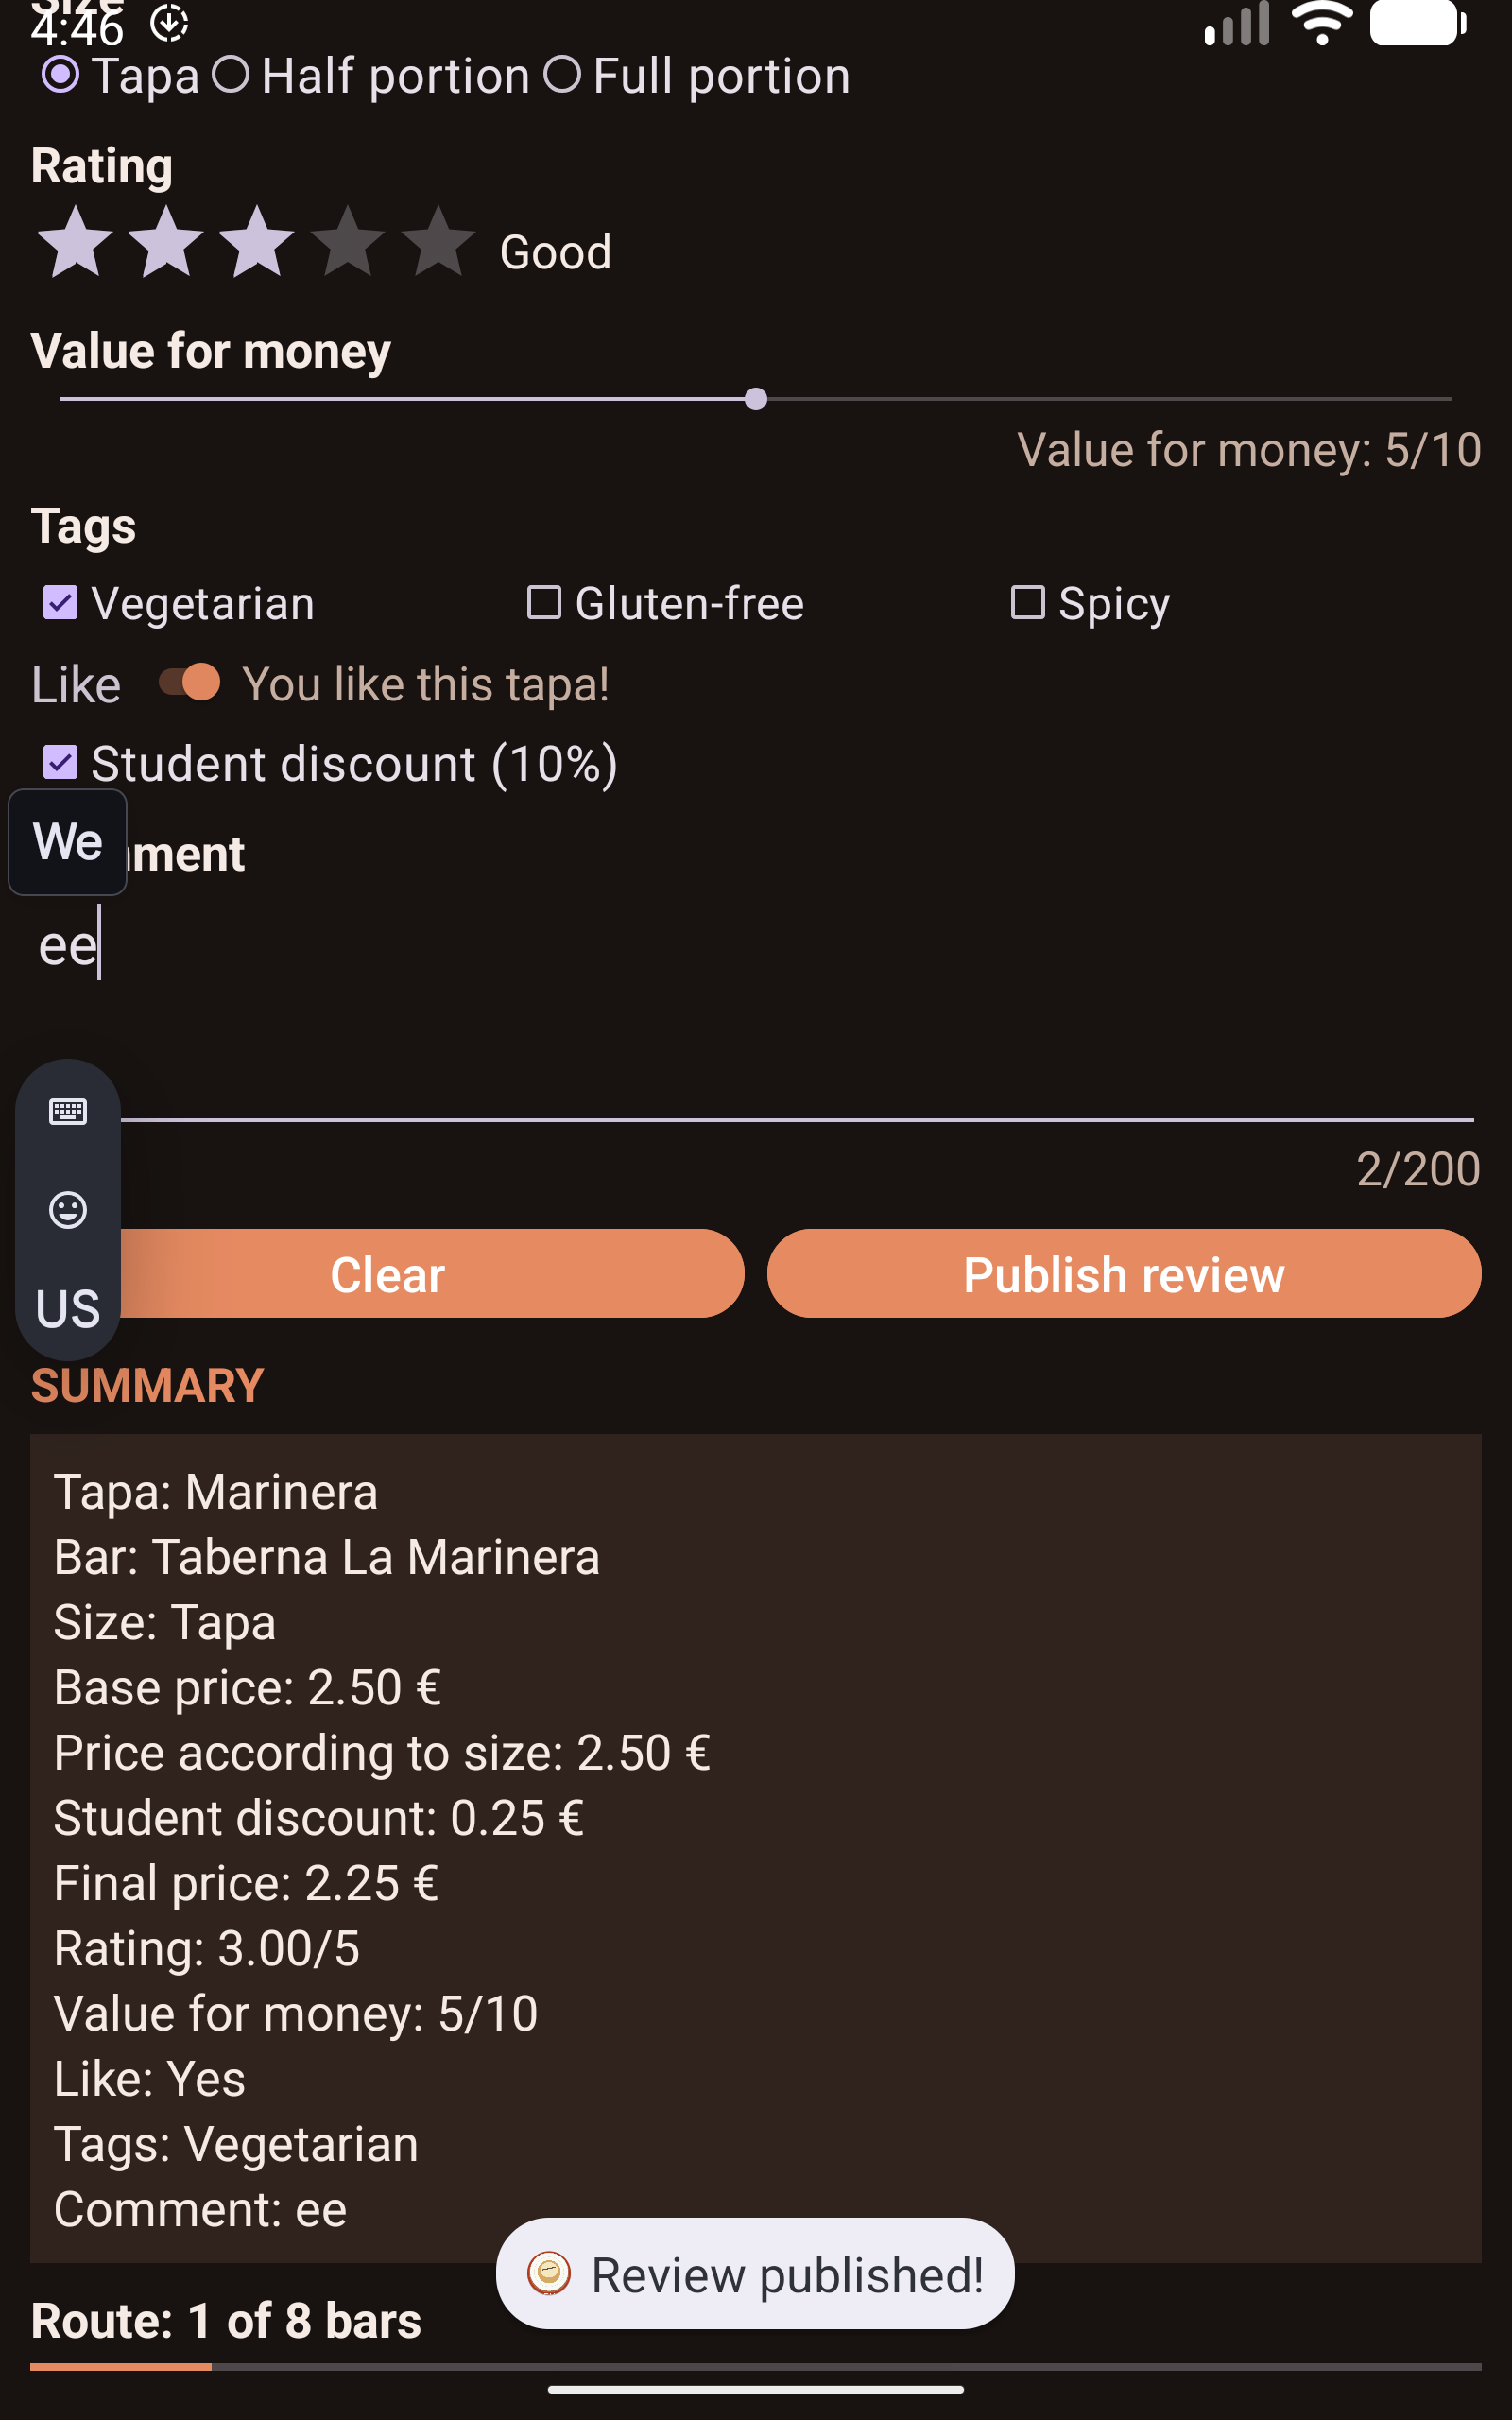 Size
4:46
Tapa Half portion Full portion
Rating
Good
Value for money
Value for money: 5/10
Tags
Vegetarian Gluten-free Spicy
Like You like this tapa!
Student discount (10%)
We
ment
ee
2/200
Clear Publish review
US
SUMMARY
Tapa: Marinera
Bar: Taberna La Marinera
Size: Tapa
Base price: 2.50 €
Price according to size: 2.50 €
Student discount: 0.25 €
Final price: 2.25 €
Rating: 3.00/5
Value for money: 5/10
Like: Yes
Tags: Vegetarian
Comment: ee
Review published!
Route: 1 of 8 bars